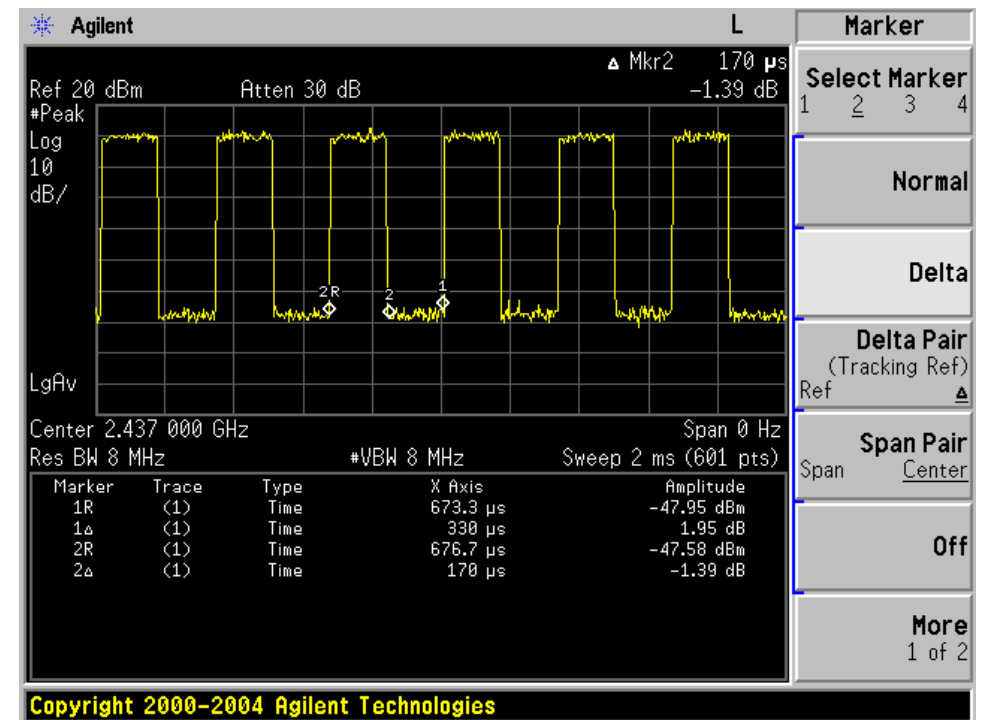 Agilent L Marker
Δ Mkr2 170 µs
Ref 20 dBm Atten 30 dB -1.39 dB
#Peak
Log
10
dB/
2R
2
1
LgAv
Center 2.437 000 GHz Span 0 Hz
Res BW 8 MHz #VBW 8 MHz Sweep 2 ms (601 pts)
Marker Trace Type X Axis Amplitude
1R (1) Time 673.3 µs -47.95 dBm
1Δ (1) Time 330 µs 1.95 dB
2R (1) Time 676.7 µs -47.58 dBm
2Δ (1) Time 170 µs -1.39 dB
Select Marker
1 2 3 4
Normal
Delta
Delta Pair
(Tracking Ref)
Ref Δ
Span Pair
Span Center
Off
More
1 of 2
Copyright 2000-2004 Agilent Technologies